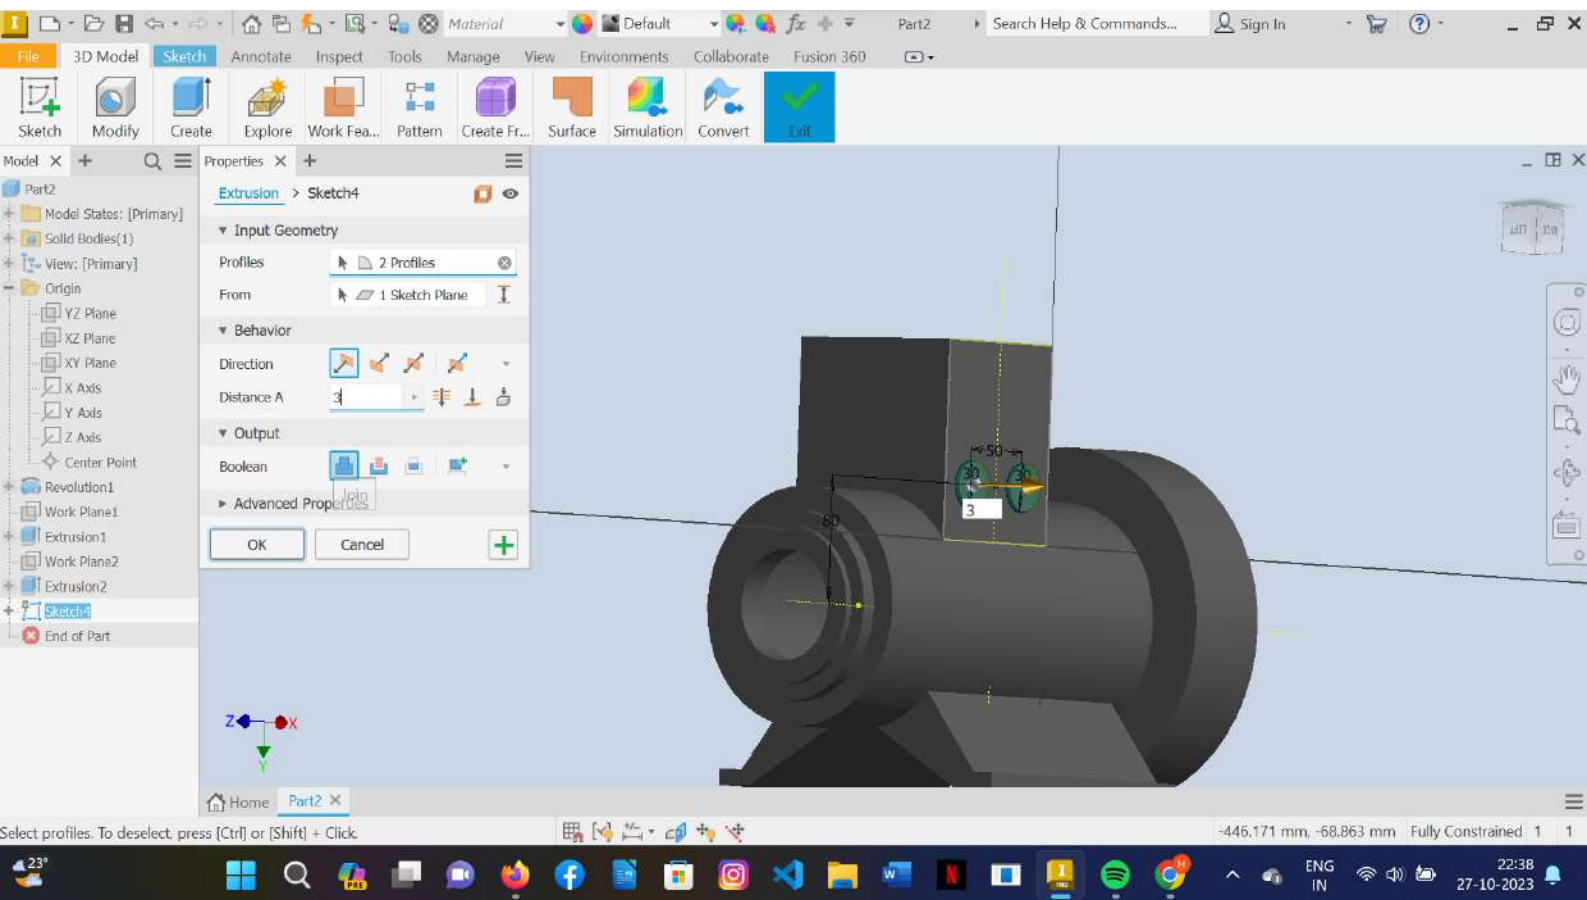 Material
Default
fx
Part2
Search Help & Commands...
Sign In
File
3D Model
Sketch
Annotate
Inspect
Tools
Manage
View
Environments
Collaborate
Fusion 360
Sketch
Modify
Create
Explore
Work Fea...
Pattern
Create Fr...
Surface
Simulation
Convert
Exit
Model
Properties
Part2
Model States: [Primary]
Solid Bodies(1)
View: [Primary]
Origin
YZ Plane
XZ Plane
XY Plane
X Axis
Y Axis
Z Axis
Center Point
Revolution1
Work Plane1
Extrusion1
Work Plane2
Extrusion2
Sketch4
End of Part
Extrusion > Sketch4
Input Geometry
Profiles
2 Profiles
From
1 Sketch Plane
Behavior
Direction
Distance A
3
Output
Boolean
Join
Advanced Properties
OK
Cancel
LEFT
50
30
30
3
80
Z
X
Y
Home
Part2
Select profiles. To deselect, press [Ctrl] or [Shift] + Click.
-446.171 mm, -68.863 mm
Fully Constrained
1
1
23°
PRE
W
N
I
PRO
H
ENG
IN
22:38
27-10-2023